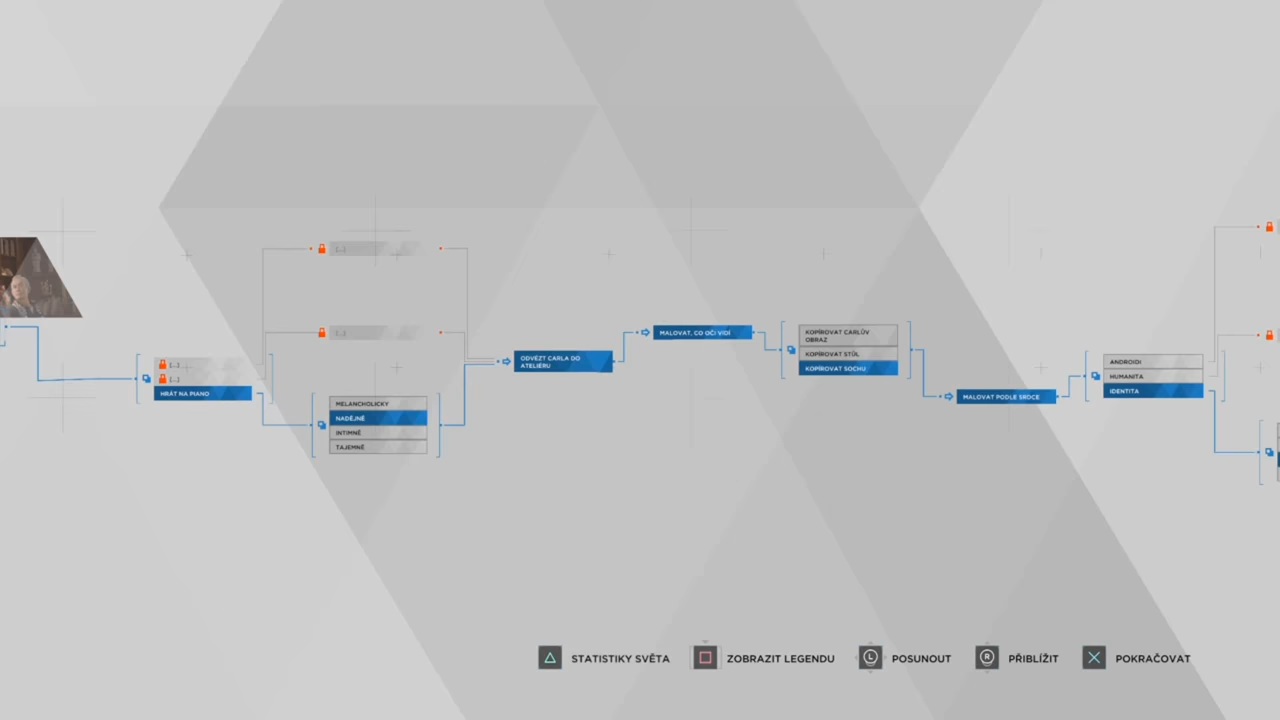 [...]
[...]
HRÁT NA PIANO
[...]
[...]
MELANCHOLICKY
NADĚJNĚ
INTIMNĚ
TAJEMNĚ
ODVÉZT CARLA DO
ATELIÉRU
MALOVAT, CO OČI VIDÍ
KOPÍROVAT CARLŮV
OBRAZ
KOPÍROVAT STŮL
KOPÍROVAT SOCHU
MALOVAT PODLE SRDCE
ANDROIDI
HUMANITA
IDENTITA
STATISTIKY SVĚTA
ZOBRAZIT LEGENDU
L
POSUNOUT
R
PŘIBLÍŽIT
POKRAČOVAT